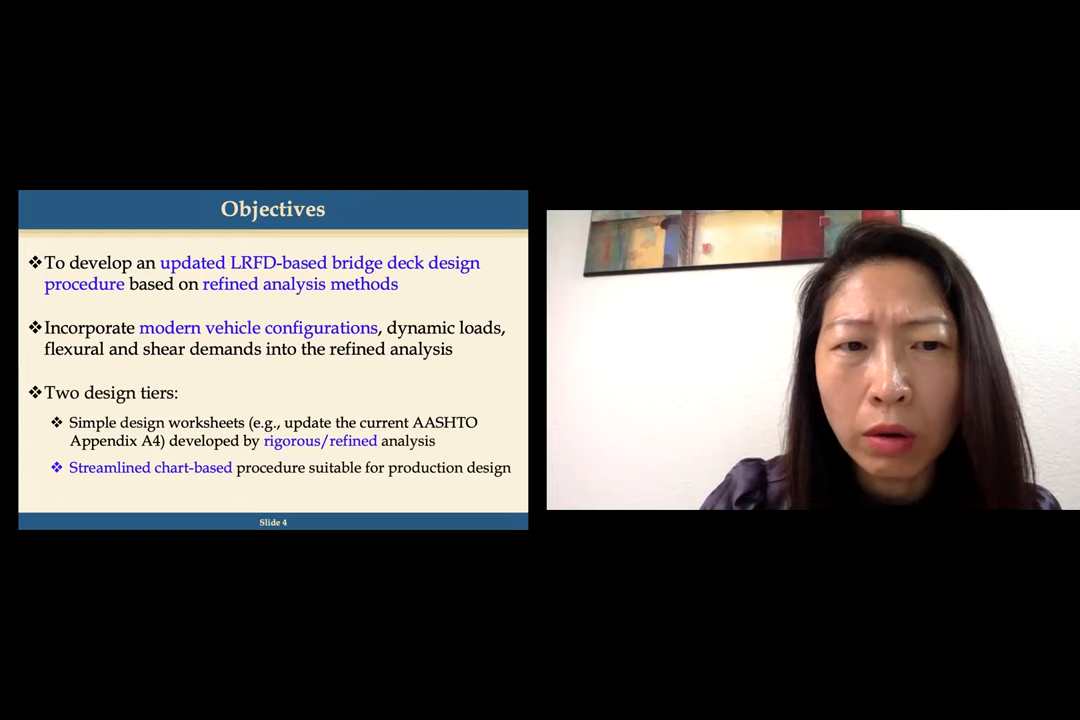 Objectives
❖To develop an updated LRFD-based bridge deck design
procedure based on refined analysis methods
❖Incorporate modern vehicle configurations, dynamic loads,
flexural and shear demands into the refined analysis
❖Two design tiers:
❖ Simple design worksheets (e.g., update the current AASHTO
Appendix A4) developed by rigorous/refined analysis
❖ Streamlined chart-based procedure suitable for production design
Slide 4